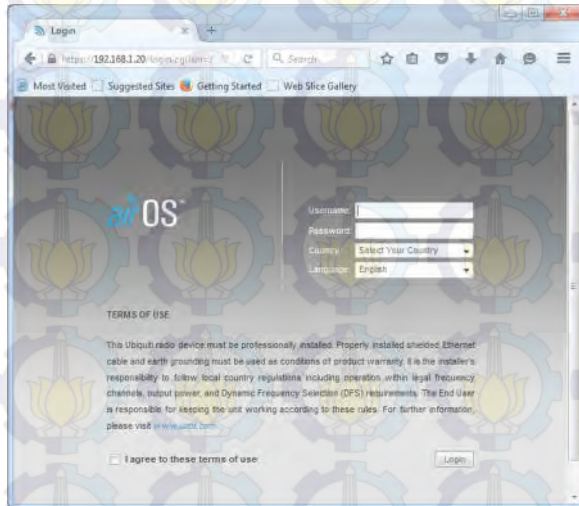 Login
https://192.168.1.20/login.cgi?uri=/
Search
Most Visited
Suggested Sites
Getting Started
Web Slice Gallery
airOS™
Username:
Password:
Country: Select Your Country
Language: English
TERMS OF USE
This Ubiquiti radio device must be professionally installed. Properly installed shielded Ethernet
cable and earth grounding must be used as conditions of product warranty. It is the installer's
responsibility to follow local country regulations including operation within legal frequency
channels, output power, and Dynamic Frequency Selection (DFS) requirements. The End User
is responsible for keeping the unit working according to these rules. For further information,
please visit www.ubnt.com
I agree to these terms of use
Login